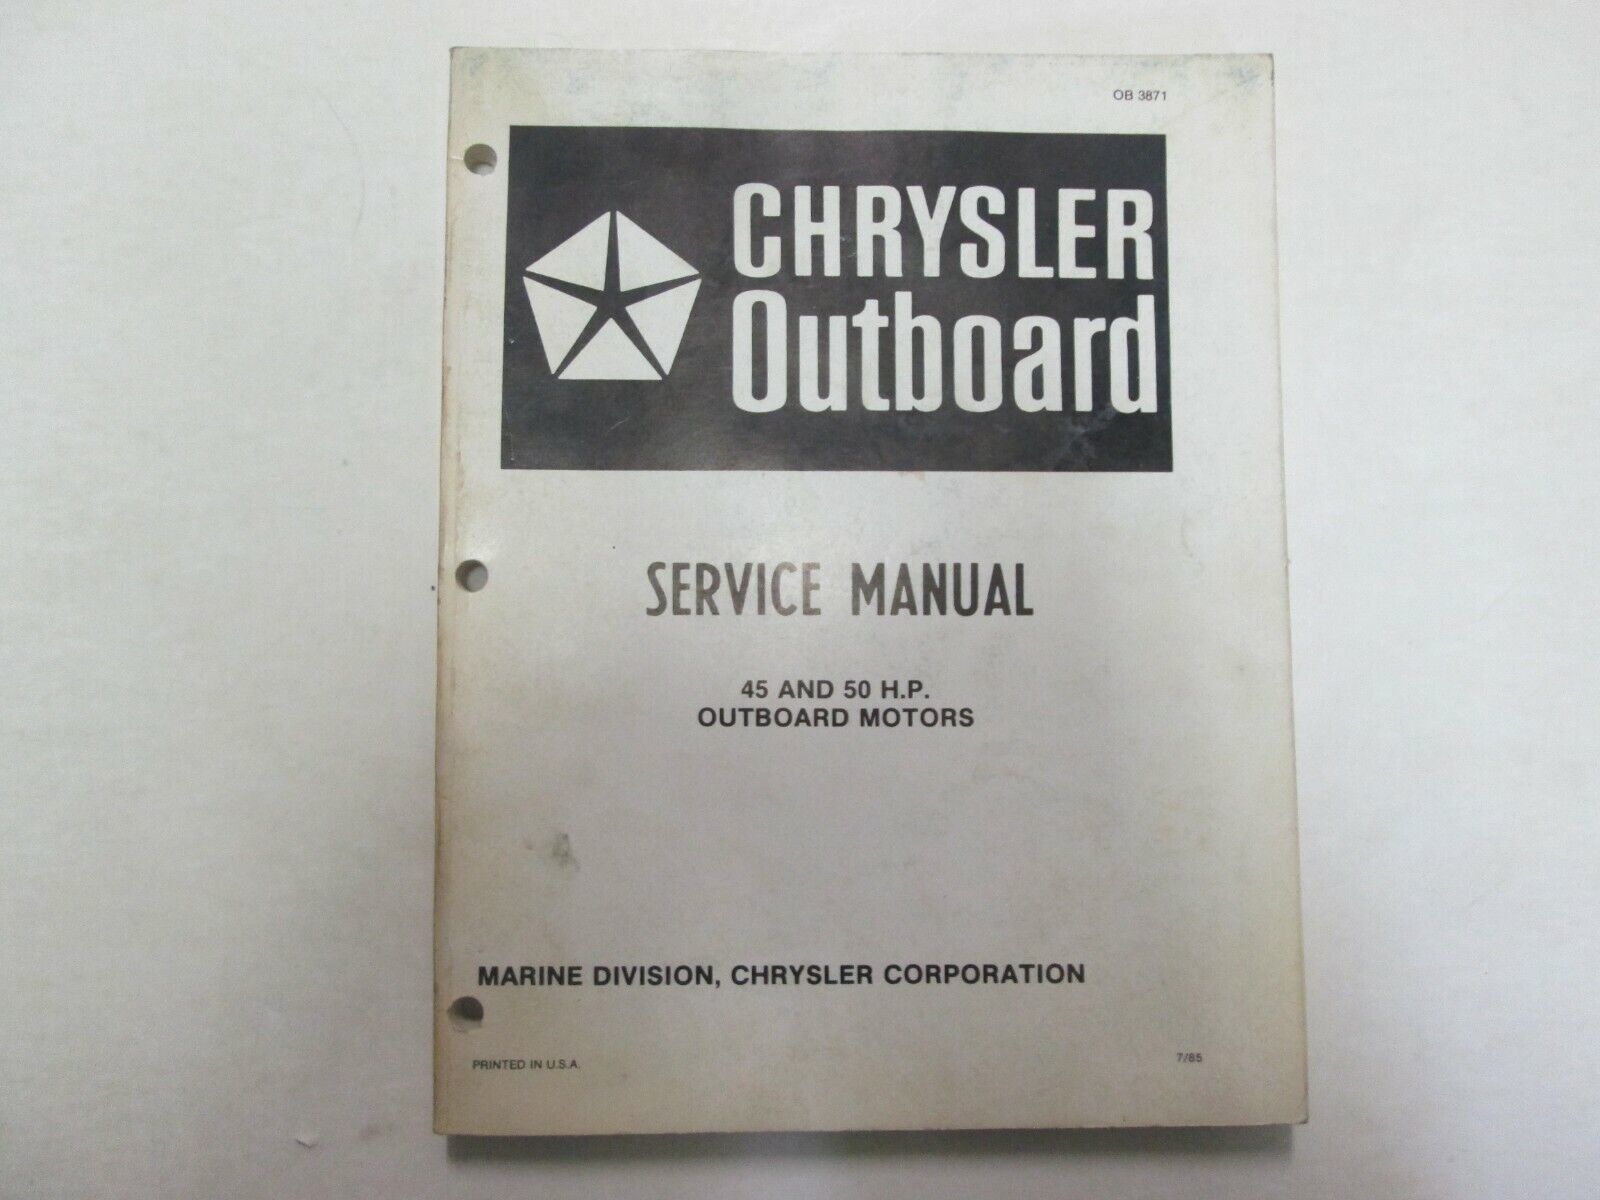 OB 3871
CHRYSLER
Outboard
SERVICE MANUAL
45 AND 50 H.P.
OUTBOARD MOTORS
MARINE DIVISION, CHRYSLER CORPORATION
PRINTED IN U.S.A.
7/85